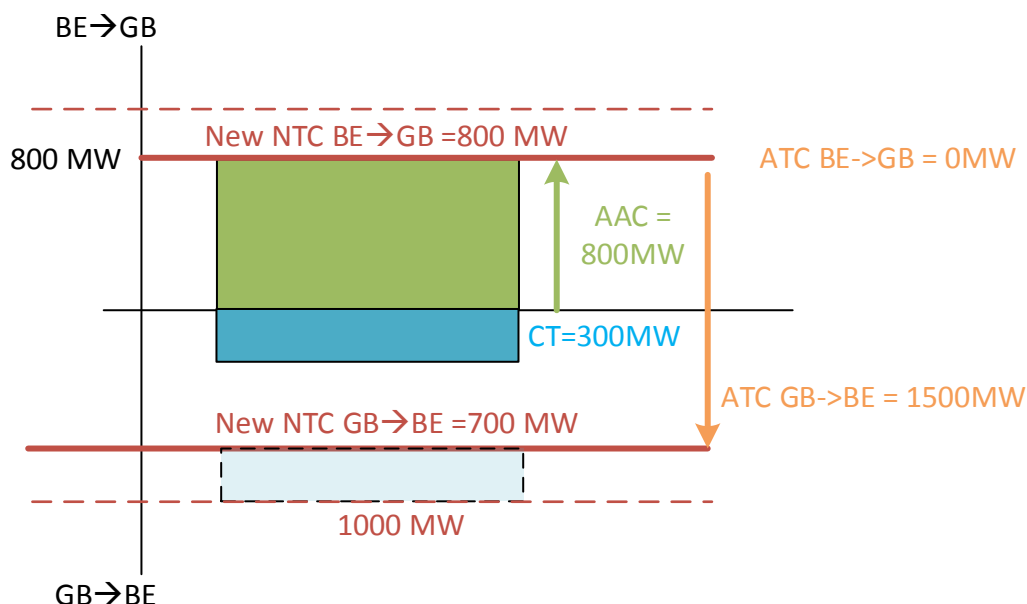 BE→GB
New NTC BE→GB =800 MW
800 MW
ATC BE->GB = 0MW
AAC =
800MW
CT=300MW
ATC GB->BE = 1500MW
New NTC GB→BE =700 MW
1000 MW
GB→BE